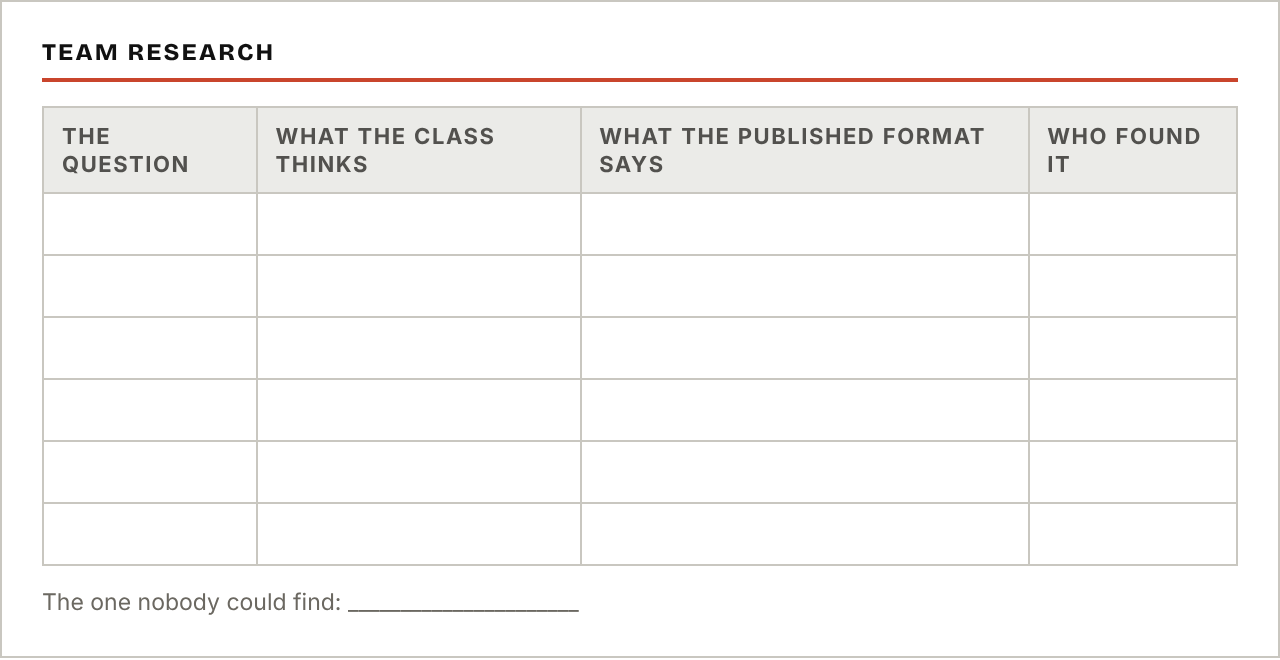 TEAM RESEARCH
THE QUESTION
WHAT THE CLASS THINKS
WHAT THE PUBLISHED FORMAT SAYS
WHO FOUND IT
The one nobody could find: ____________________